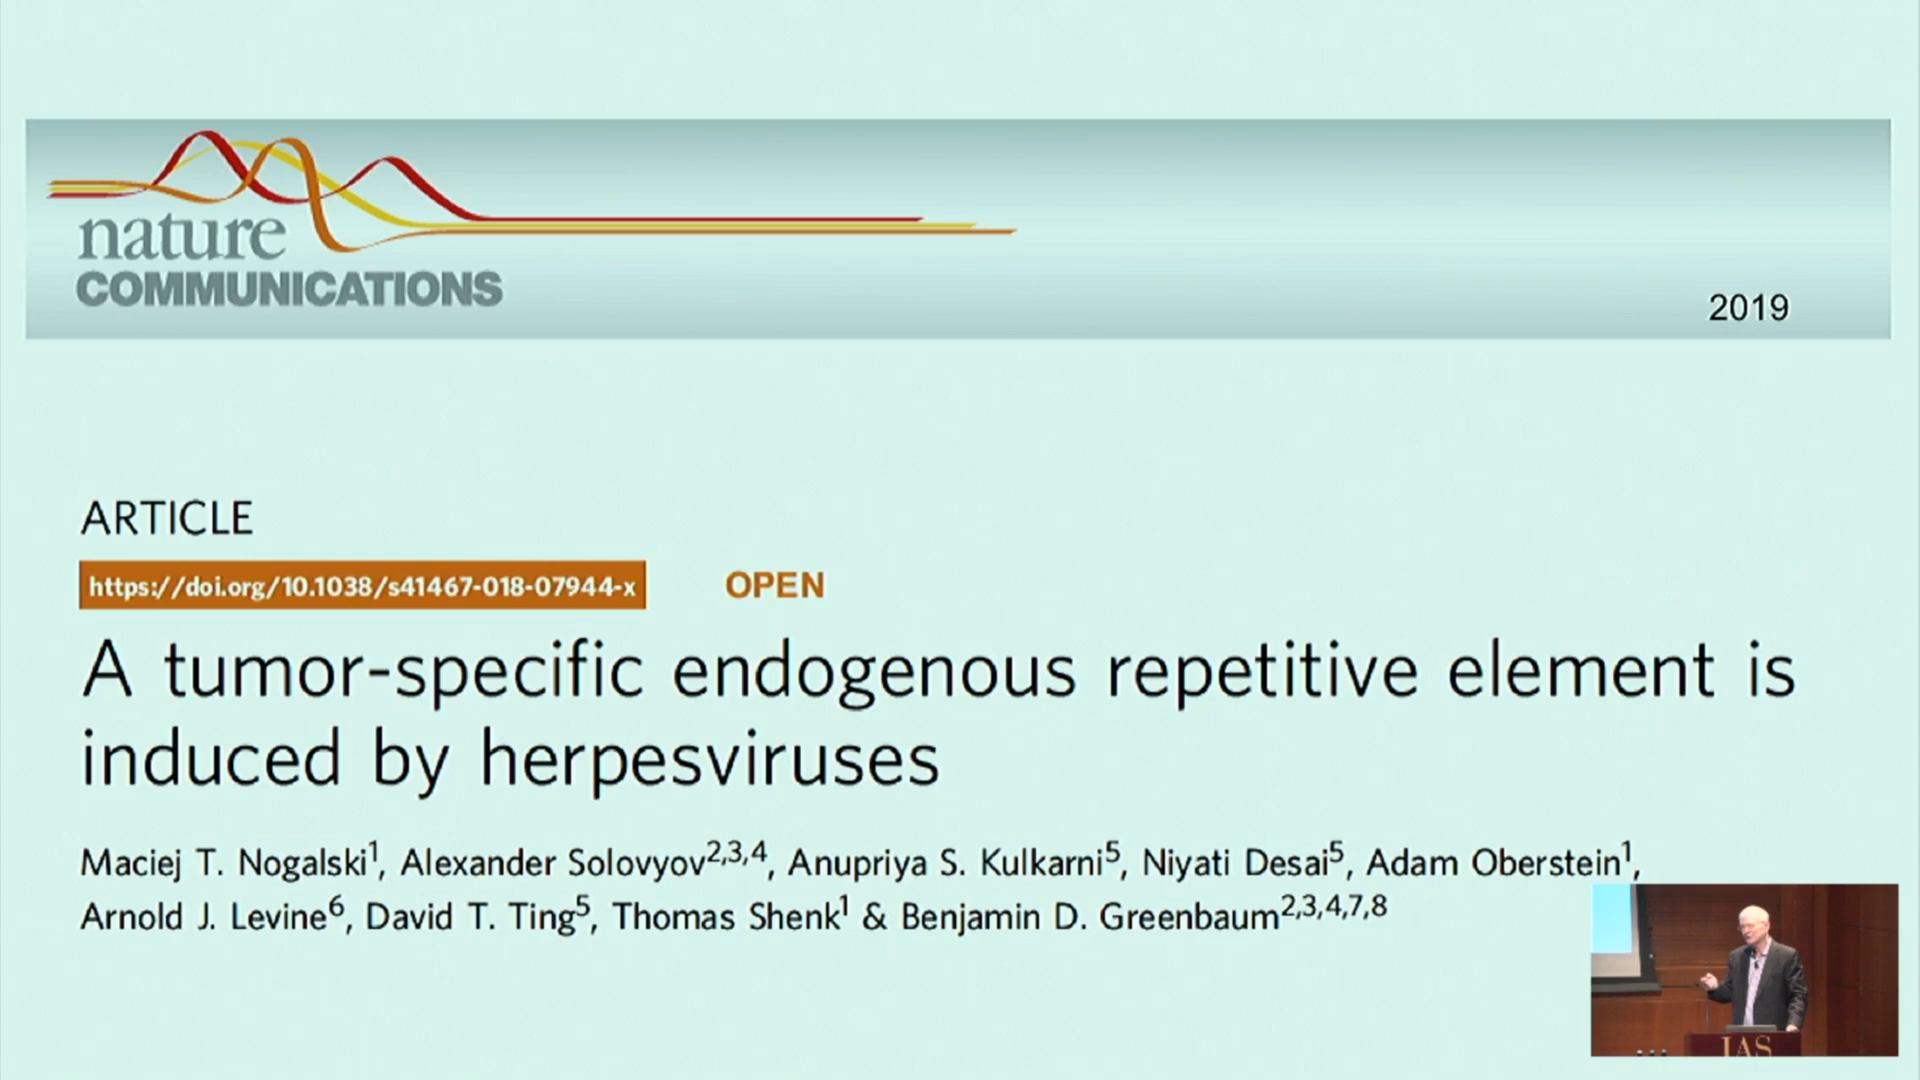 nature
COMMUNICATIONS
2019
ARTICLE
https://doi.org/10.1038/s41467-018-07944-x
OPEN
A tumor-specific endogenous repetitive element is
induced by herpesviruses
Maciej T. Nogalski1, Alexander Solovyov2,3,4, Anupriya S. Kulkarni5, Niyati Desai5, Adam Oberstein1,
Arnold J. Levine6, David T. Ting5, Thomas Shenk1 & Benjamin D. Greenbaum2,3,4,7,8
IAS